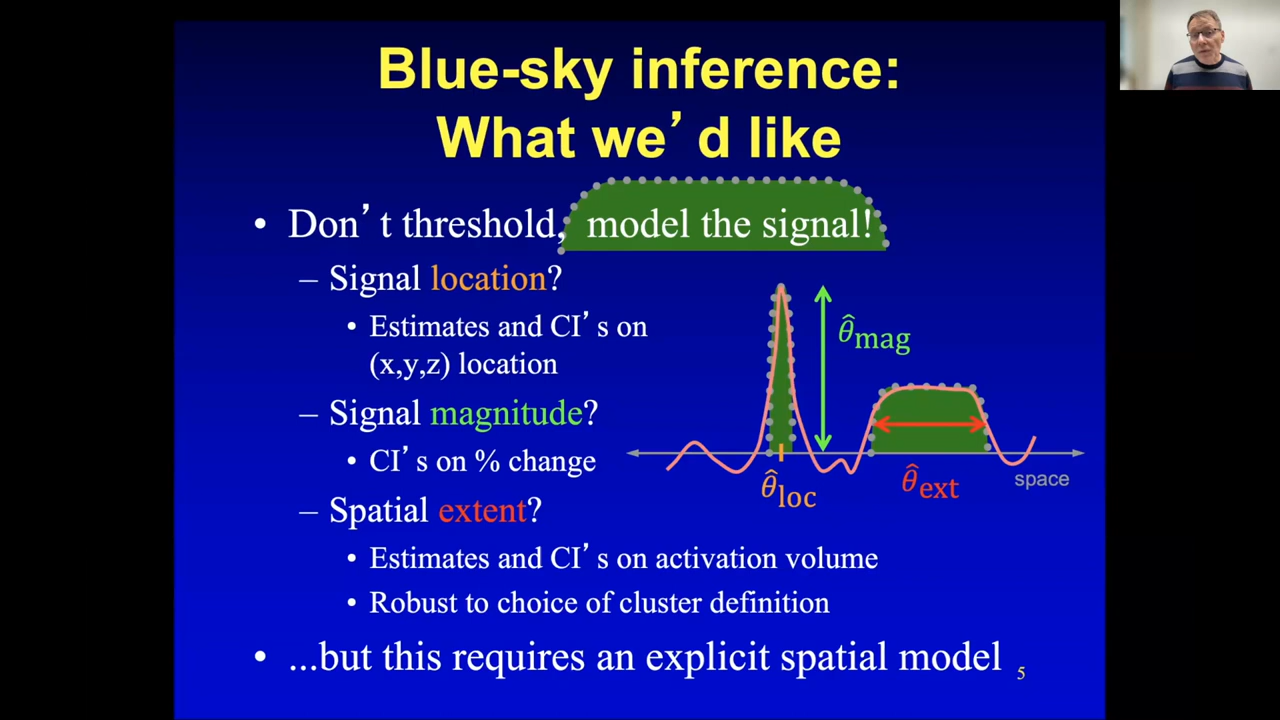 Blue-sky inference:
What we’d like
• Don’t threshold, model the signal!
– Signal location?
• Estimates and CI’s on
(x,y,z) location
– Signal magnitude?
• CI’s on % change
– Spatial extent?
• Estimates and CI’s on activation volume
• Robust to choice of cluster definition
• ...but this requires an explicit spatial model
θ̂mag
θ̂loc
θ̂ext
space
5